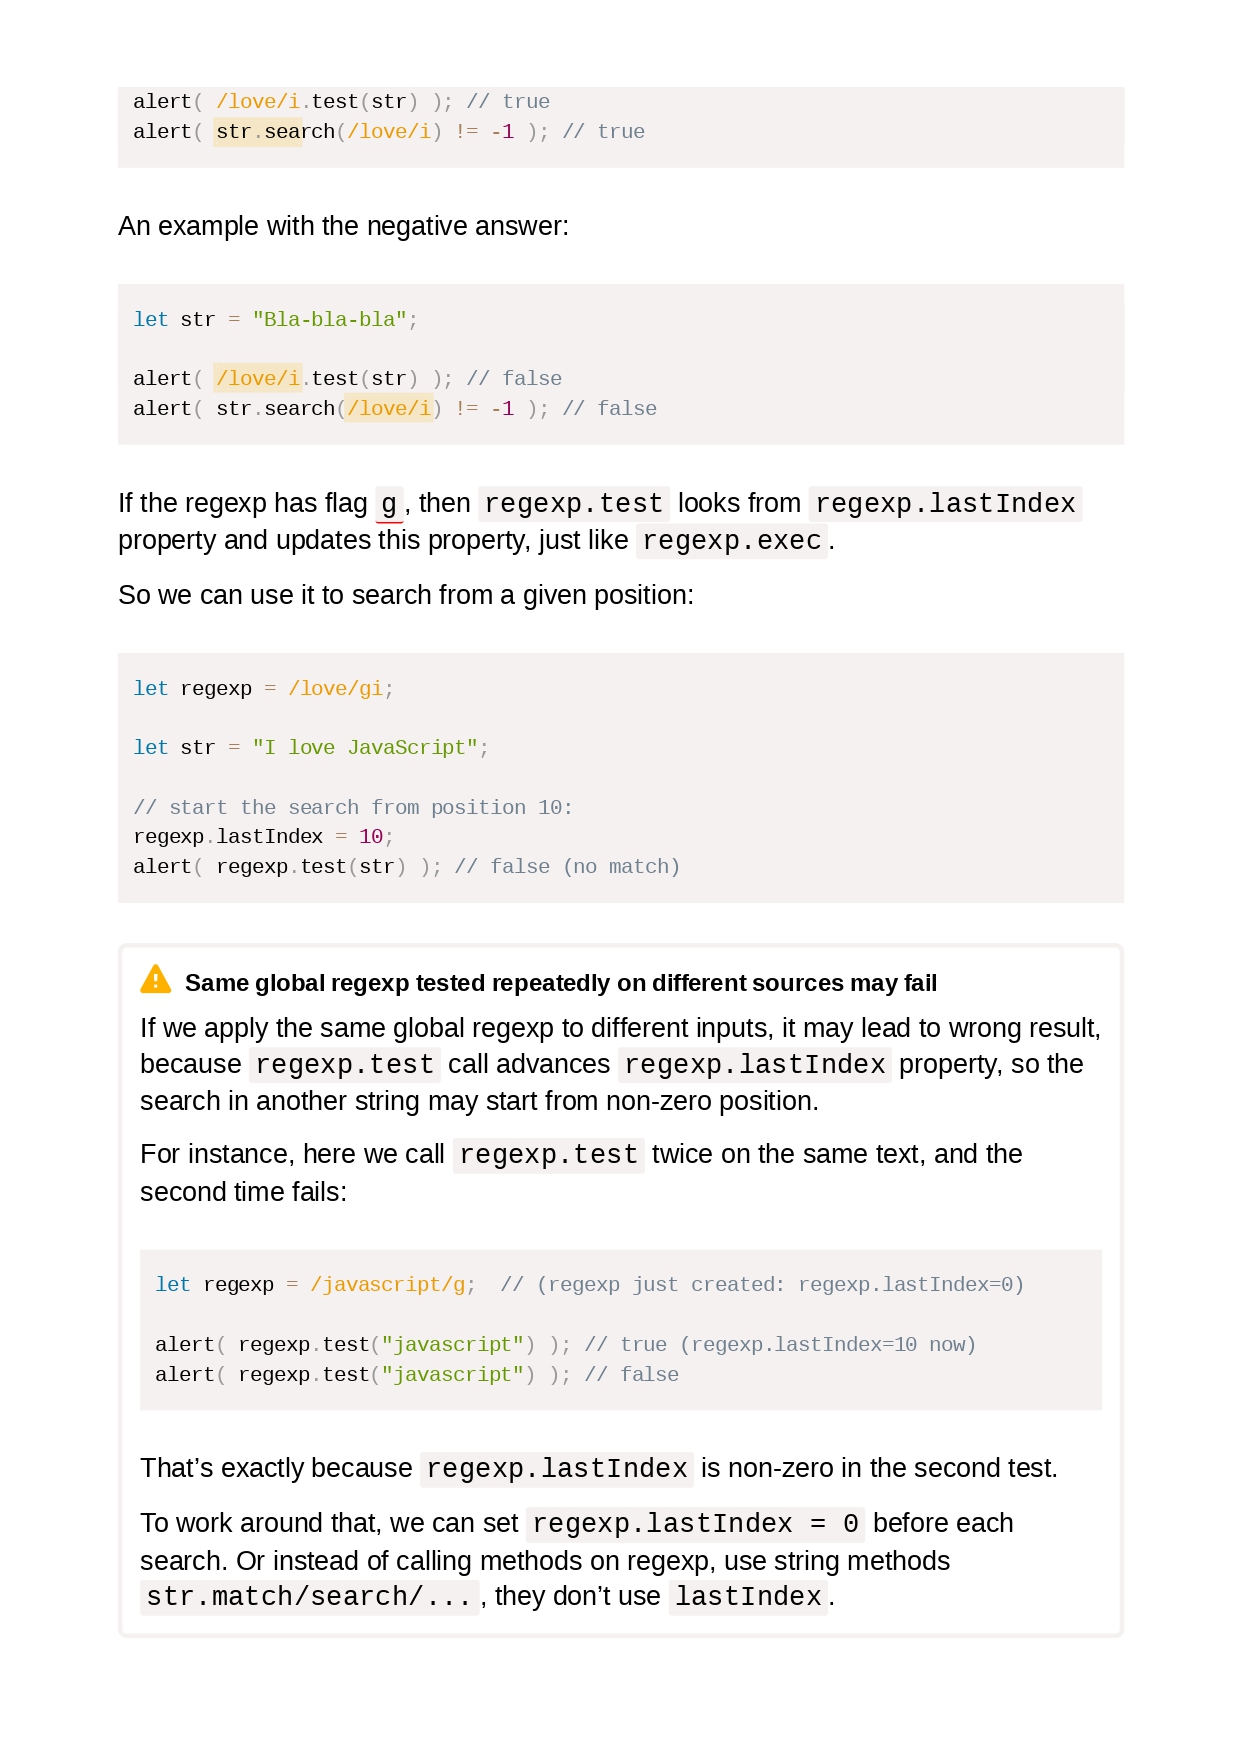 alert( /love/i.test(str) ); // true
alert( str.search(/love/i) != -1 ); // true
An example with the negative answer:
let str = "Bla-bla-bla";
alert( /love/i.test(str) ); // false
alert( str.search(/love/i) != -1 ); // false
If the regexp has flag g, then regexp.test looks from regexp.lastIndex
property and updates this property, just like regexp.exec.
So we can use it to search from a given position:
let regexp = /love/gi;
let str = "I love JavaScript";
// start the search from position 10:
regexp.lastIndex = 10;
alert( regexp.test(str) ); // false (no match)
Same global regexp tested repeatedly on different sources may fail
If we apply the same global regexp to different inputs, it may lead to wrong result,
because regexp.test call advances regexp.lastIndex property, so the
search in another string may start from non-zero position.
For instance, here we call regexp.test twice on the same text, and the
second time fails:
let regexp = /javascript/g;  // (regexp just created: regexp.lastIndex=0)
alert( regexp.test("javascript") ); // true (regexp.lastIndex=10 now)
alert( regexp.test("javascript") ); // false
That’s exactly because regexp.lastIndex is non-zero in the second test.
To work around that, we can set regexp.lastIndex = 0 before each
search. Or instead of calling methods on regexp, use string methods
str.match/search/..., they don’t use lastIndex.